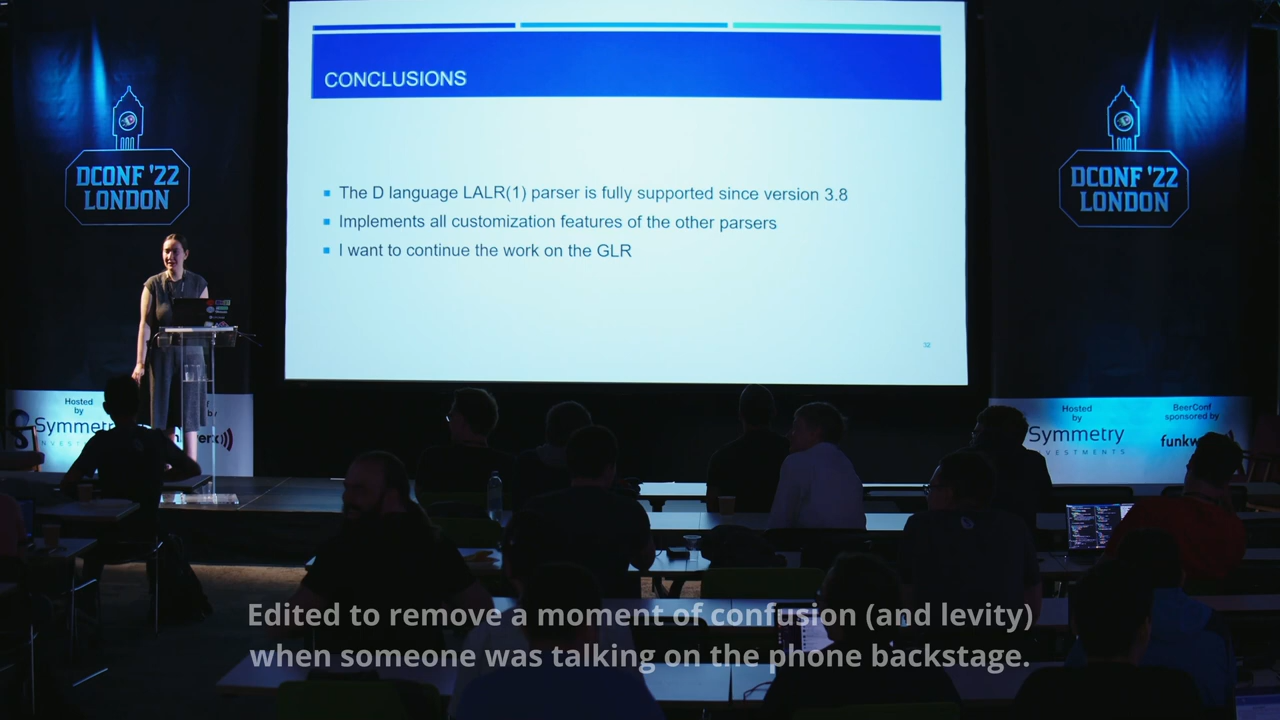 CONCLUSIONS
The D language LALR(1) parser is fully supported since version 3.8
Implements all customization features of the other parsers
I want to continue the work on the GLR
32
DCONF '22
LONDON
DCONF '22
LONDON
Hosted
by
Symmetry
by
Hosted
by
Symmetry
INVESTMENTS
BeerConf
sponsored by
Edited to remove a moment of confusion (and levity)
when someone was talking on the phone backstage.